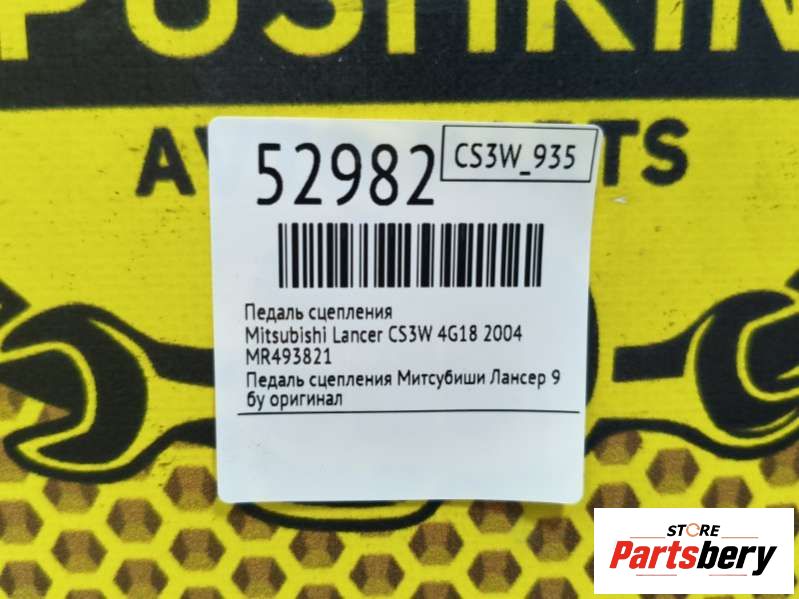 PUSHKIN
52982
CS3W_935
Педаль сцепления
Mitsubishi Lancer CS3W 4G18 2004
MR493821
Педаль сцепления Митсубиши Лансер 9
бу оригинал
STORE
Partsbery